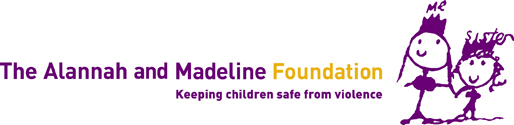 ME
SISTER
The Alannah and Madeline Foundation
Keeping children safe from violence